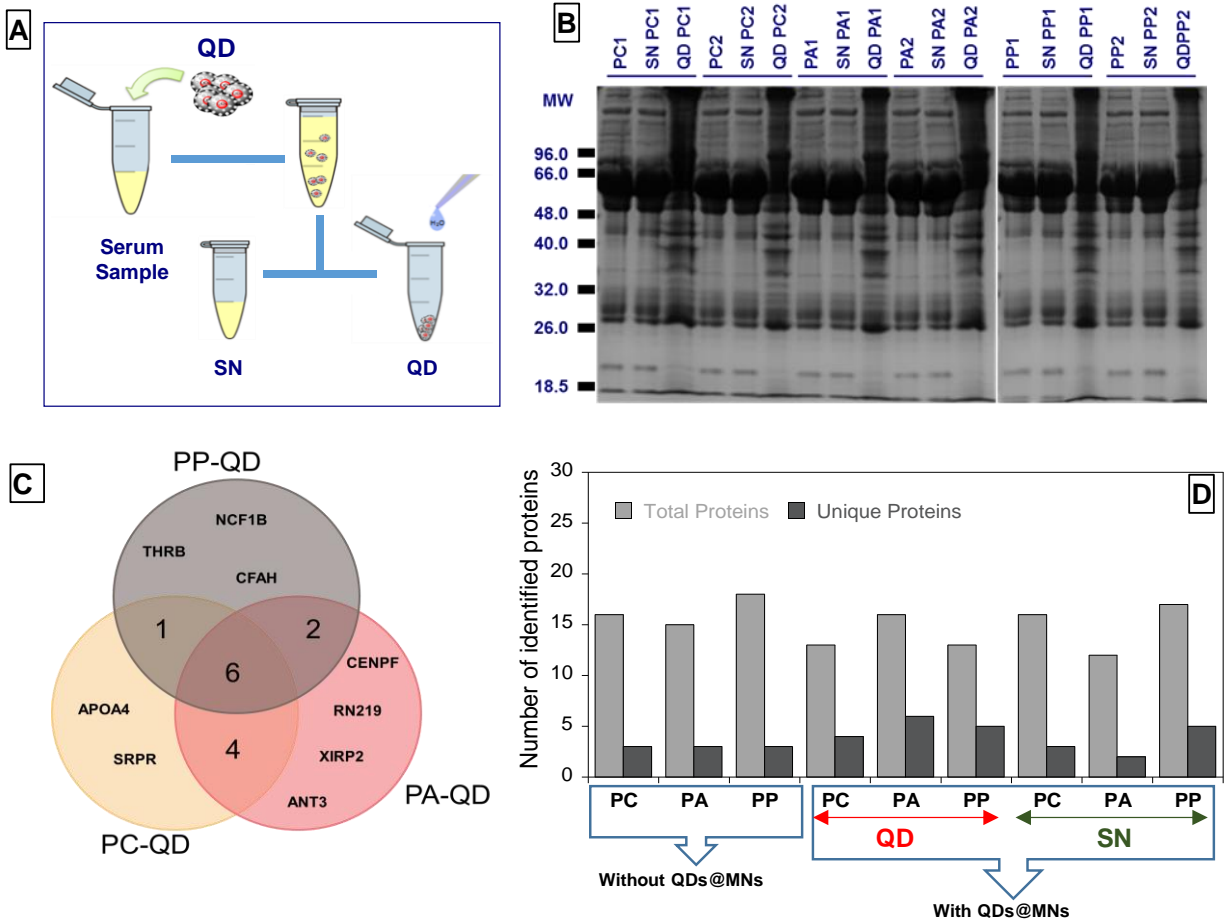 A
QD
Serum
Sample
H₂O
SN
QD
B
PC1
SN PC1
QD PC1
PC2
SN PC2
QD PC2
PA1
SN PA1
QD PA1
PA2
SN PA2
QD PA2
PP1
SN PP1
QD PP1
PP2
SN PP2
QDPP2
MW
96.0
66.0
48.0
40.0
32.0
26.0
18.5
C
PP-QD
NCF1B
THRB
CFAH
1
2
6
CENPF
APOA4
RN219
SRPR
4
XIRP2
ANT3
PA-QD
PC-QD
D
Number of identified proteins
30
25
20
15
10
5
0
Total Proteins
Unique Proteins
PC PA PP PC PA PP PC PA PP
QD SN
Without QDs@MNs
With QDs@MNs